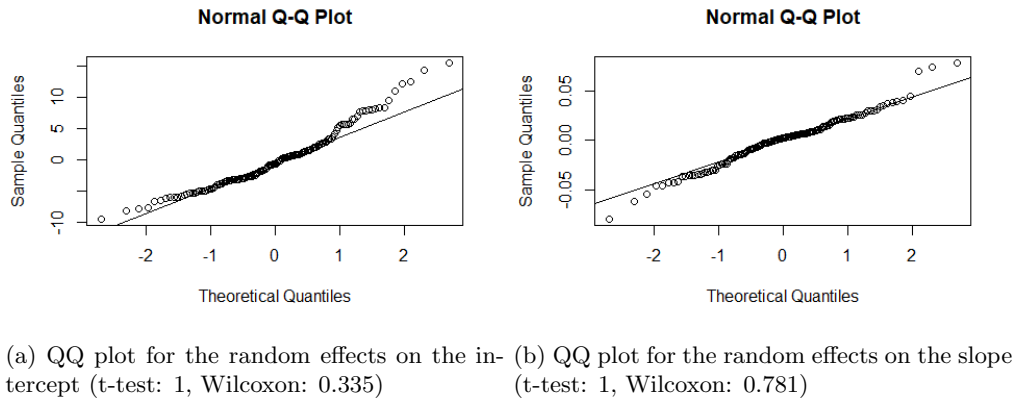 Normal Q-Q Plot
Sample Quantiles
10
5
0
-10
-2
-1
0
1
2
Theoretical Quantiles
Normal Q-Q Plot
Sample Quantiles
0.05
0.00
-0.05
-2
-1
0
1
2
Theoretical Quantiles
(a) QQ plot for the random effects on the in-
tercept (t-test: 1, Wilcoxon: 0.335)
(b) QQ plot for the random effects on the slope
(t-test: 1, Wilcoxon: 0.781)